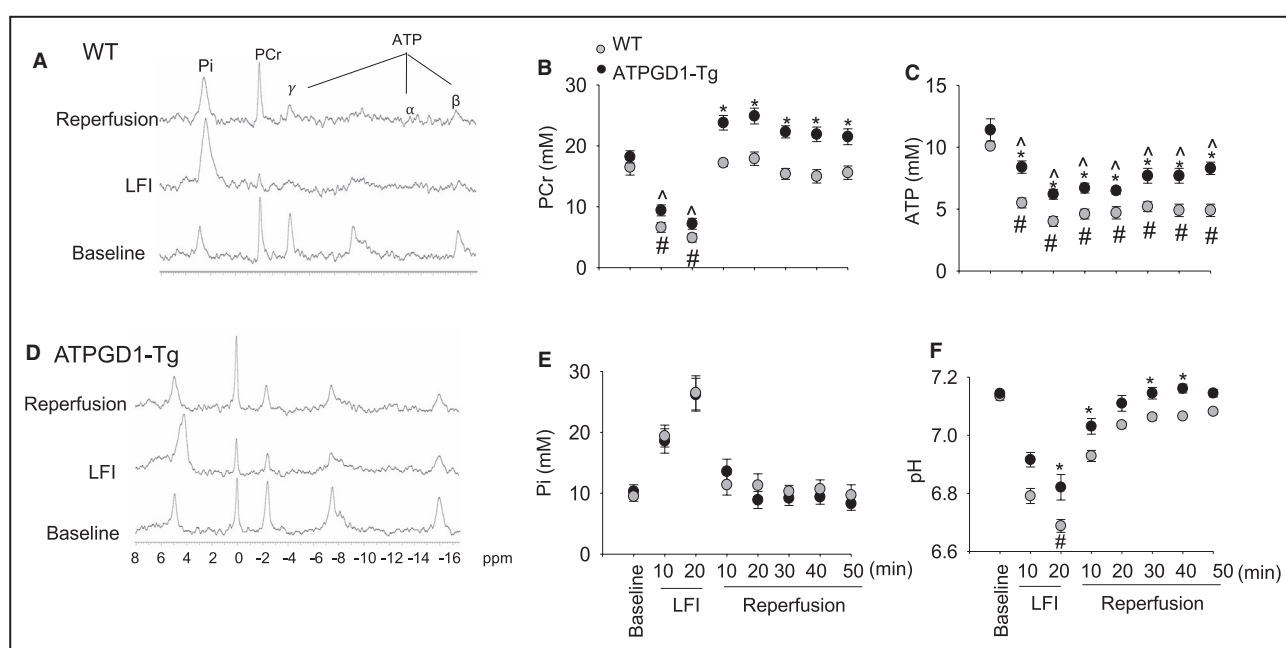 A WT
Pi
PCr
ATP
γ
α
β
Reperfusion
LFI
Baseline
WT
ATPGD1-Tg
B
PCr (mM)
30
20
10
0
* * * * *
^ ^
# #
C
ATP (mM)
15
10
5
0
^ ^ ^ ^ ^ ^ ^
* * * * * * *
# # # # # # #
D ATPGD1-Tg
Reperfusion
LFI
Baseline
8 6 4 2 0 -2 -4 -6 -8 -10 -12 -14 -16 ppm
E
Pi (mM)
30
20
10
0
Baseline
10 20 10 20 30 40 50 (min)
LFI Reperfusion
F
pH
7.2
7.0
6.8
6.6
* * * *
#
Baseline
10 20 10 20 30 40 50 (min)
LFI Reperfusion